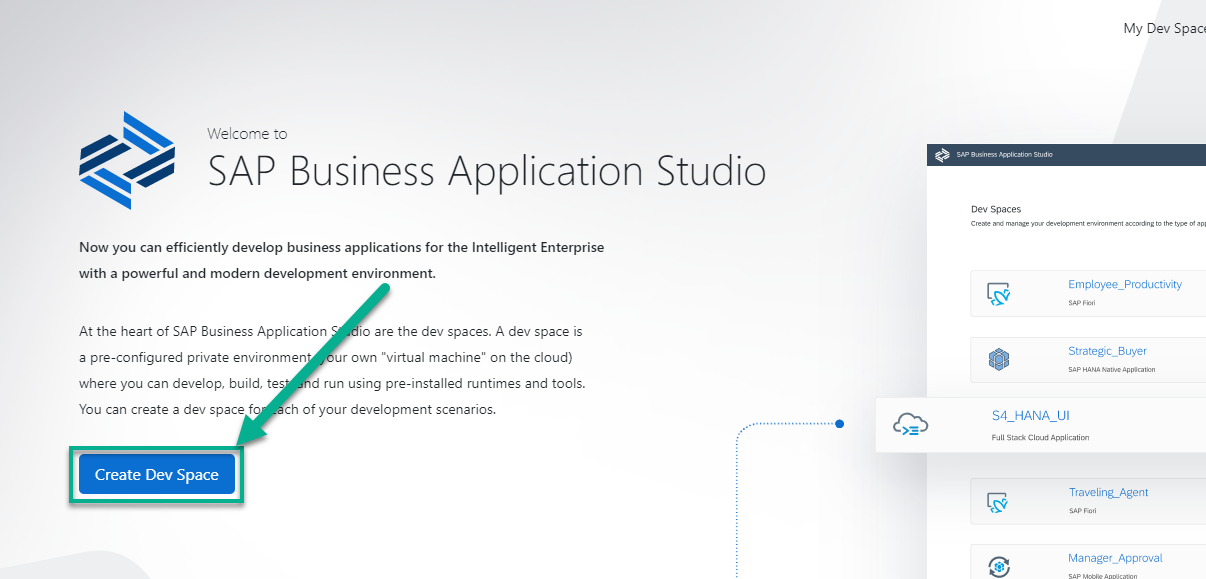 My Dev Space
Welcome to
SAP Business Application Studio
Now you can efficiently develop business applications for the Intelligent Enterprise
with a powerful and modern development environment.
At the heart of SAP Business Application Studio are the dev spaces. A dev space is
a pre-configured private environment (your own "virtual machine" on the cloud)
where you can develop, build, test and run using pre-installed runtimes and tools.
You can create a dev space for each of your development scenarios.
Create Dev Space
SAP Business Application Studio
Dev Spaces
Create and manage your development environment according to the type of
Employee_Productivity
SAP Fiori
Strategic_Buyer
SAP HANA Native Application
S4_HANA_UI
Full Stack Cloud Application
Traveling_Agent
SAP Fiori
Manager_Approval
SAP Mobile Application